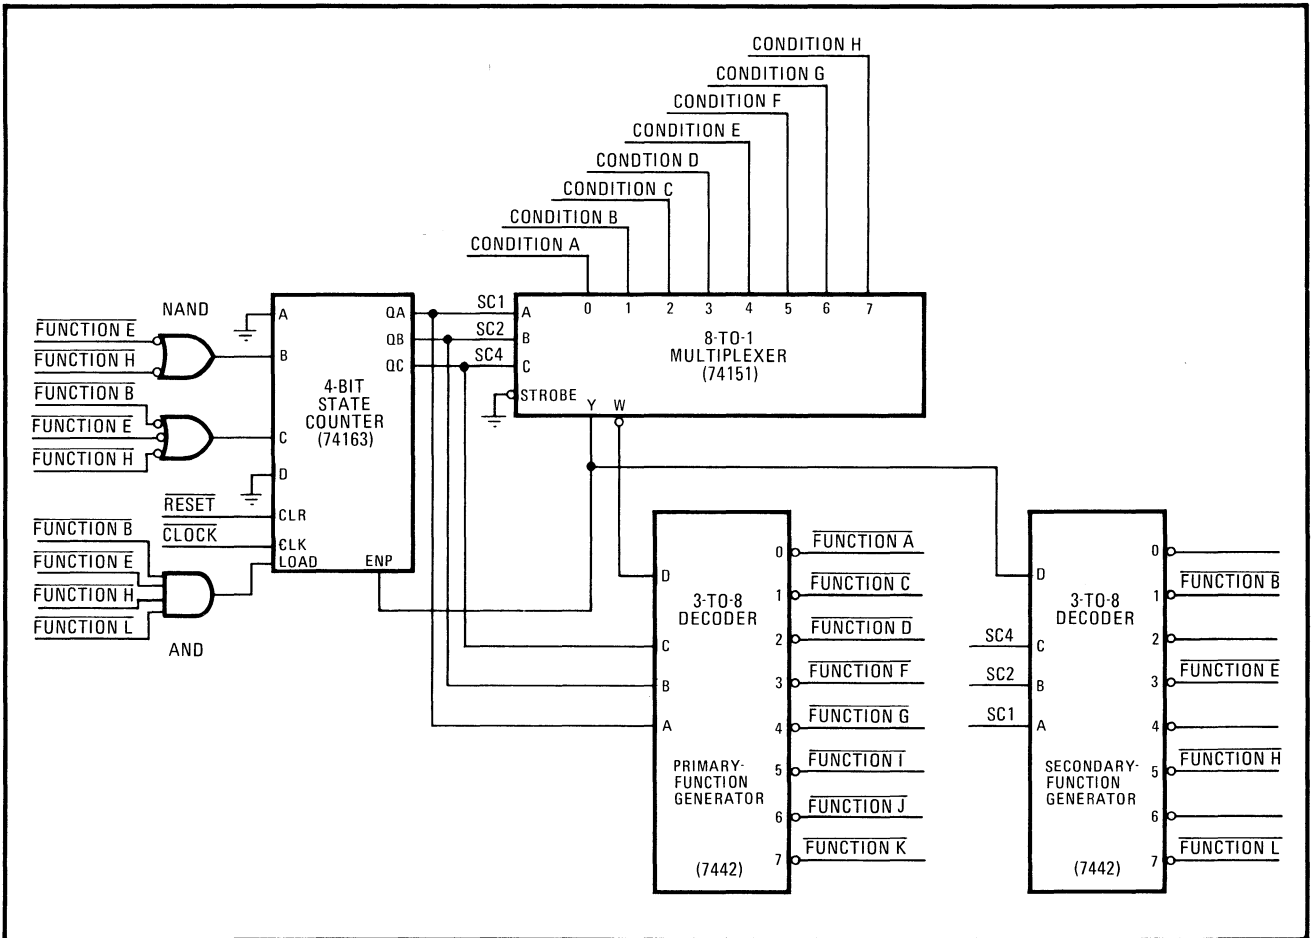 CONDITION H
CONDITION G
CONDITION F
CONDITION E
CONDTION D
CONDITION C
CONDITION B
CONDITION A
NAND
FUNCTION E
FUNCTION H
FUNCTION B
FUNCTION E
FUNCTION H
RESET
CLOCK
FUNCTION B
FUNCTION E
FUNCTION H
FUNCTION L
AND
A
B
C
D
CLR
CLK
LOAD
ENP
QA
QB
QC
4-BIT
STATE
COUNTER
(74163)
SC1
SC2
SC4
A
B
C
STROBE
0 1 2 3 4 5 6 7
8-TO-1
MULTIPLEXER
(74151)
Y W
D
C
B
A
3-TO-8
DECODER
PRIMARY-
FUNCTION
GENERATOR
(7442)
0 FUNCTION A
1 FUNCTION C
2 FUNCTION D
3 FUNCTION F
4 FUNCTION G
5 FUNCTION I
6 FUNCTION J
7 FUNCTION K
SC4
SC2
SC1
D
C
B
A
3-TO-8
DECODER
SECONDARY-
FUNCTION
GENERATOR
(7442)
0
1 FUNCTION B
2
3 FUNCTION E
4
5 FUNCTION H
6
7 FUNCTION L